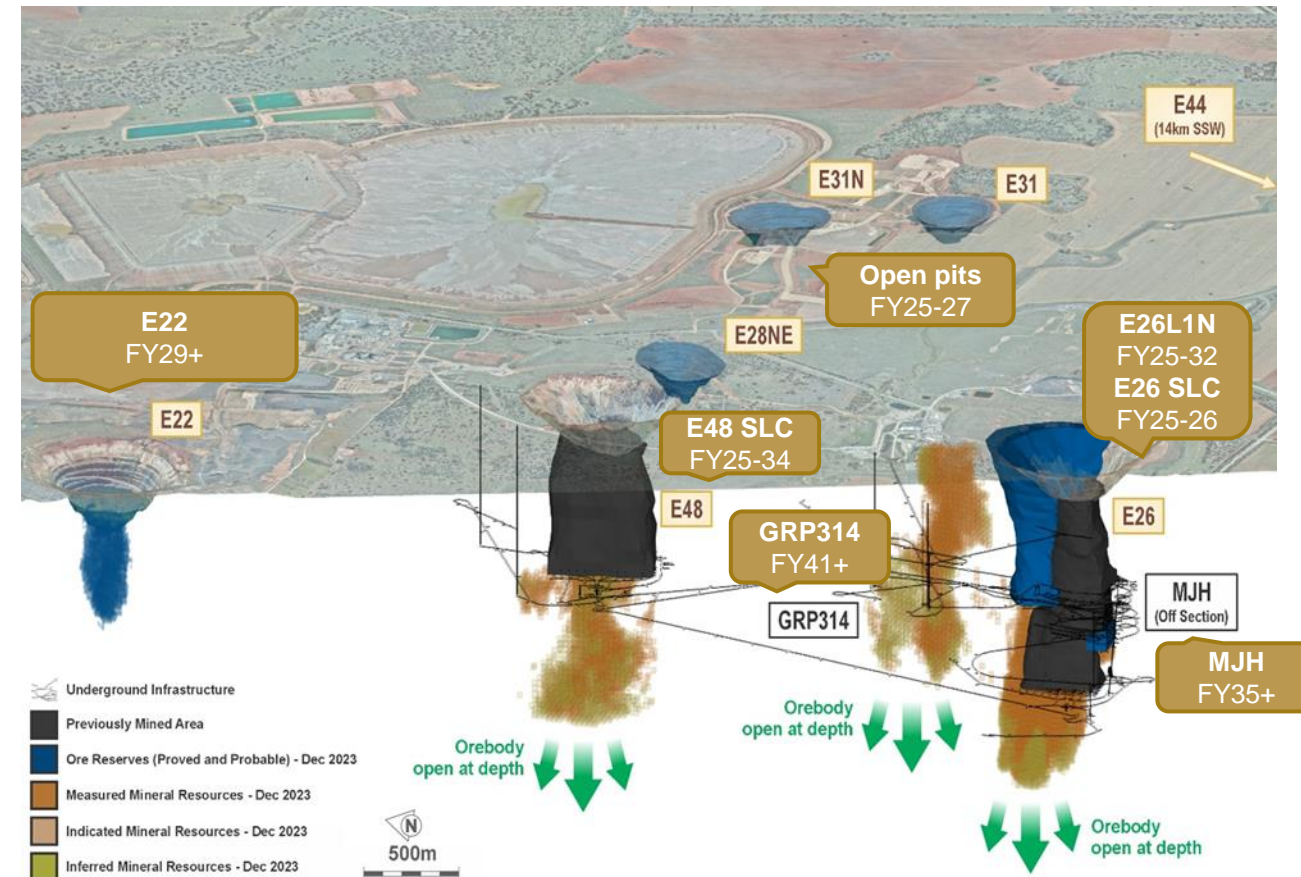 E44
(14km SSW)
E31N
E31
Open pits
FY25-27
E22
FY29+
E28NE
E26L1N
FY25-32
E26 SLC
FY25-26
E22
E48 SLC
FY25-34
E48
E26
GRP314
FY41+
MJH
(Off Section)
GRP314
MJH
FY35+
Underground Infrastructure
Previously Mined Area
Ore Reserves (Proved and Probable) - Dec 2023
Measured Mineral Resources - Dec 2023
Indicated Mineral Resources - Dec 2023
Inferred Mineral Resources - Dec 2023
Orebody
open at depth
Orebody
open at depth
Orebody
open at depth
N
500m